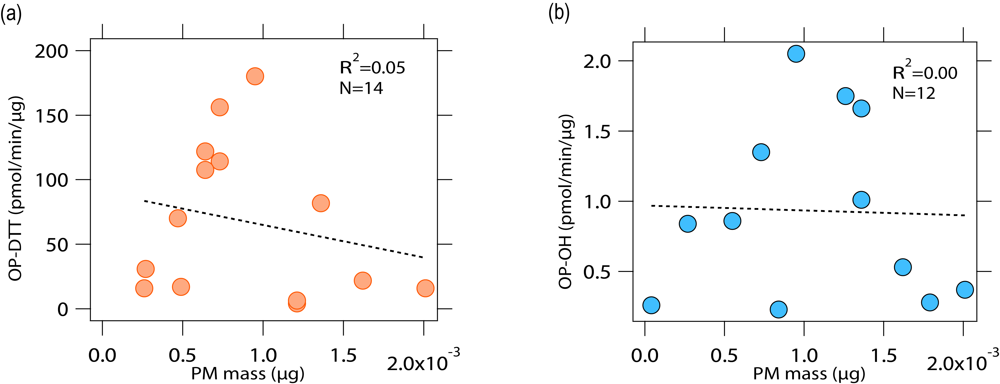 (a)
OP-DTT (pmol/min/µg)
200
150
100
50
0
R²=0.05
N=14
0.0 0.5 1.0 1.5 2.0x10⁻³
PM mass (µg)
(b)
OP-OH (pmol/min/µg)
2.0
1.5
1.0
0.5
R²=0.00
N=12
0.0 0.5 1.0 1.5 2.0x10⁻³
PM mass (µg)